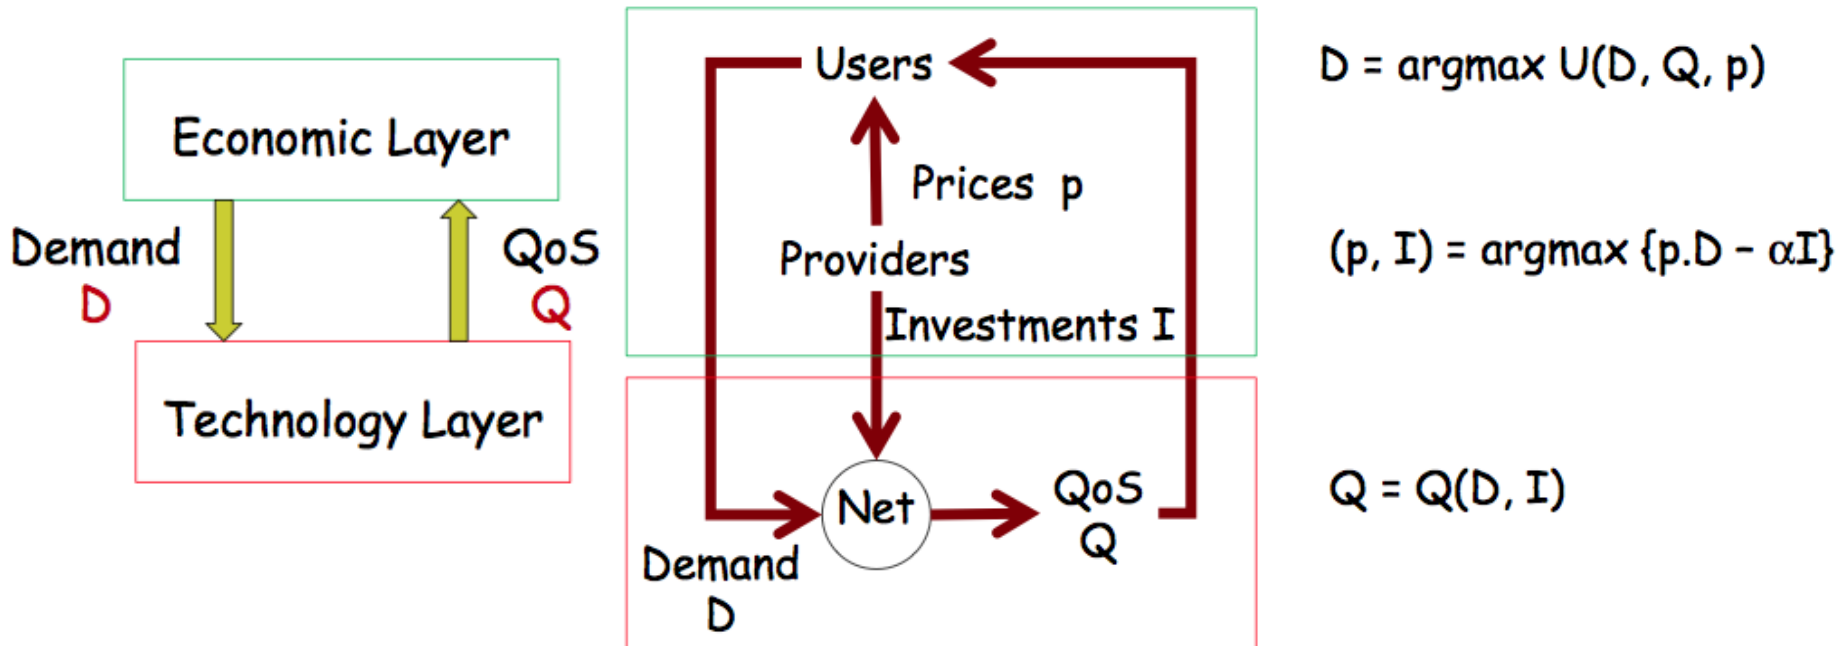 Economic Layer
Demand
D
QoS
Q
Technology Layer
Users
Prices p
Providers
Investments I
Net
QoS
Q
Demand
D
D = argmax U(D, Q, p)
(p, I) = argmax {p.D - αI}
Q = Q(D, I)